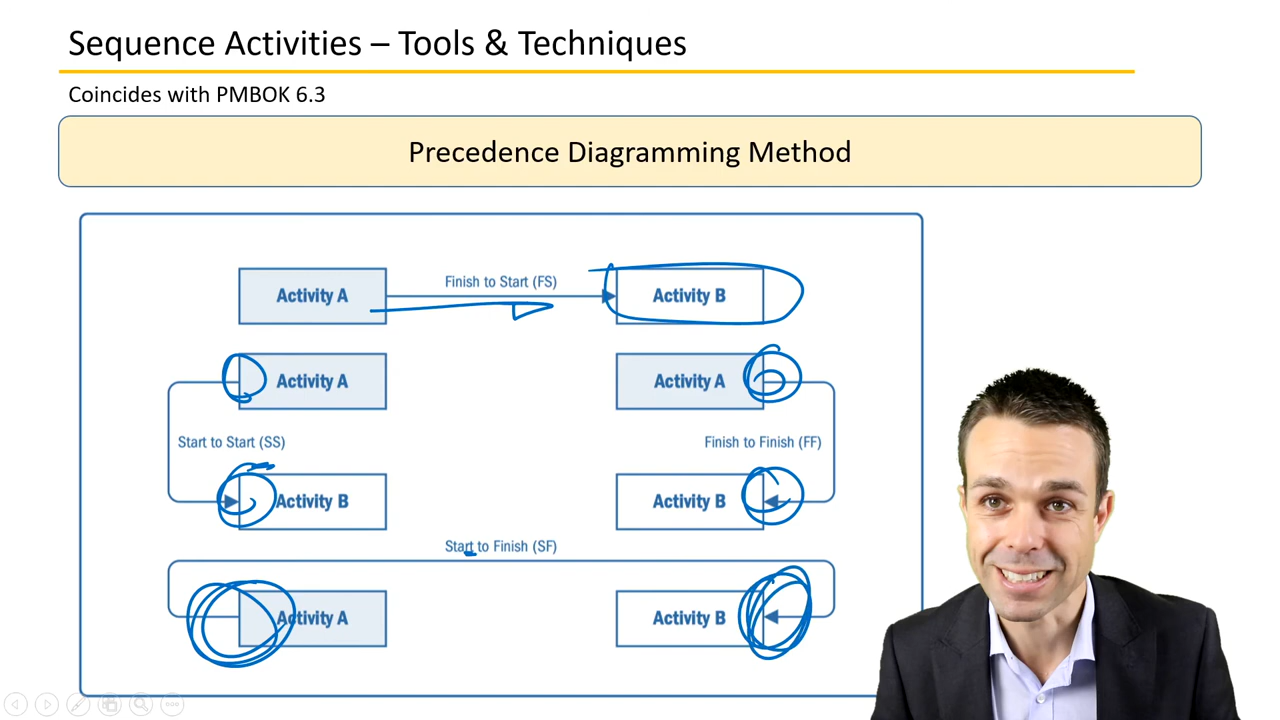 Sequence Activities – Tools & Techniques
Coincides with PMBOK 6.3
Precedence Diagramming Method
Activity A
Finish to Start (FS)
Activity B
Activity A
Activity A
Start to Start (SS)
Finish to Finish (FF)
Activity B
Activity B
Start to Finish (SF)
Activity A
Activity B